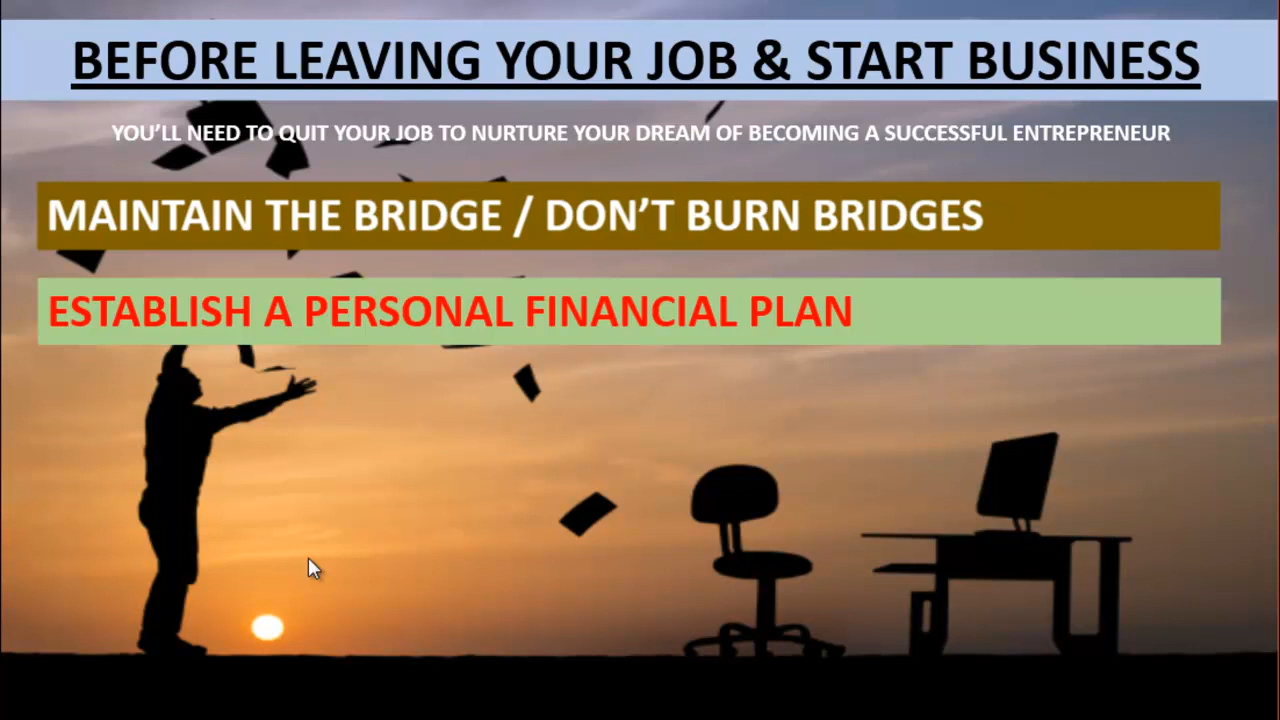 BEFORE LEAVING YOUR JOB & START BUSINESS
YOU'LL NEED TO QUIT YOUR JOB TO NURTURE YOUR DREAM OF BECOMING A SUCCESSFUL ENTREPRENEUR
MAINTAIN THE BRIDGE / DON'T BURN BRIDGES
ESTABLISH A PERSONAL FINANCIAL PLAN